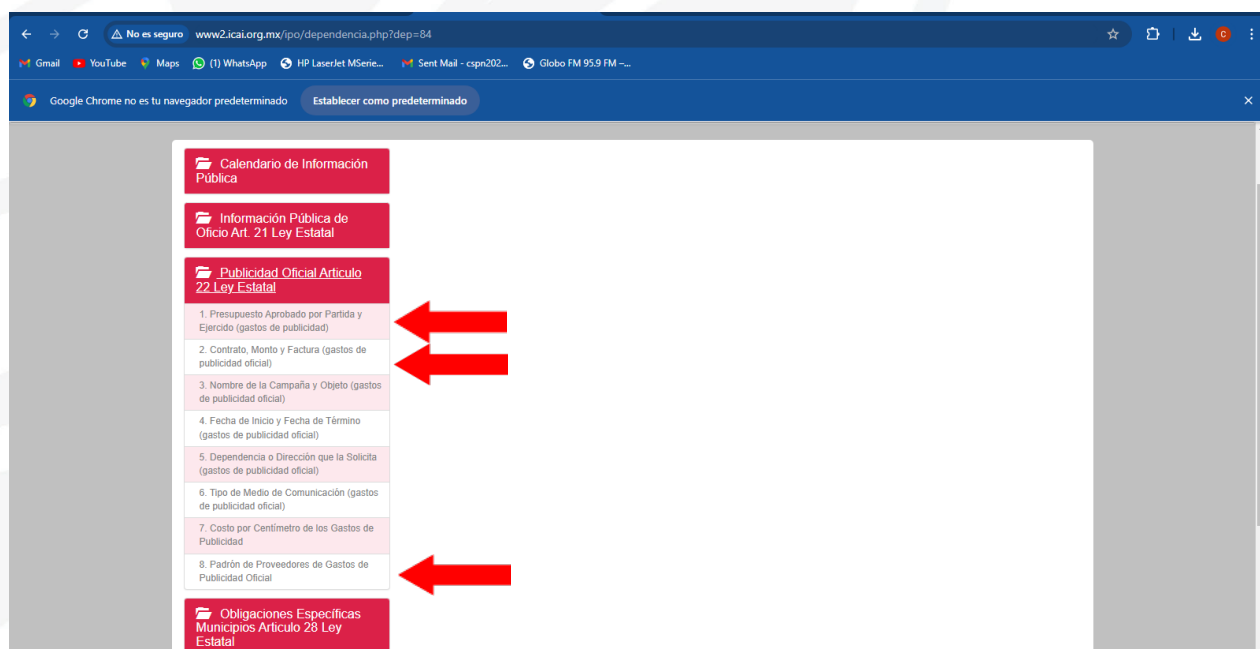 No es seguro www2.icai.org.mx/ipo/dependencia.php?dep=84
Gmail YouTube Maps (1) WhatsApp HP LaserJet MSerie... Sent Mail - cspn202... Globo FM 95.9 FM –...
Google Chrome no es tu navegador predeterminado Establecer como predeterminado
Calendario de Información
Pública
Información Pública de
Oficio Art. 21 Ley Estatal
Publicidad Oficial Articulo
22 Ley Estatal
1. Presupuesto Aprobado por Partida y
Ejercido (gastos de publicidad)
2. Contrato, Monto y Factura (gastos de
publicidad oficial)
3. Nombre de la Campaña y Objeto (gastos
de publicidad oficial)
4. Fecha de Inicio y Fecha de Término
(gastos de publicidad oficial)
5. Dependencia o Dirección que la Solicita
(gastos de publicidad oficial)
6. Tipo de Medio de Comunicación (gastos
de publicidad oficial)
7. Costo por Centímetro de los Gastos de
Publicidad
8. Padrón de Proveedores de Gastos de
Publicidad Oficial
Obligaciones Específicas
Municipios Articulo 28 Ley
Estatal